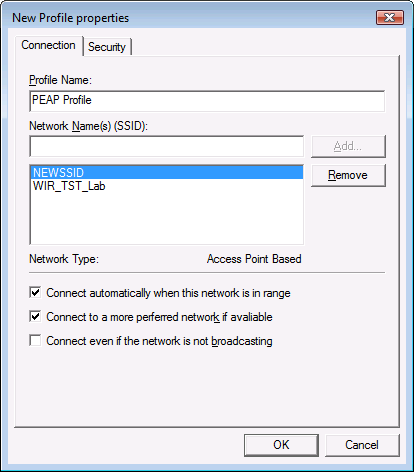 New Profile properties
Connection
Security
Profile Name:
PEAP Profile
Network Name(s) (SSID):
Add...
NEWSSID
WIR_TST_Lab
Remove
Network Type: Access Point Based
Connect automatically when this network is in range
Connect to a more perferred network if avaliable
Connect even if the network is not broadcasting
OK
Cancel